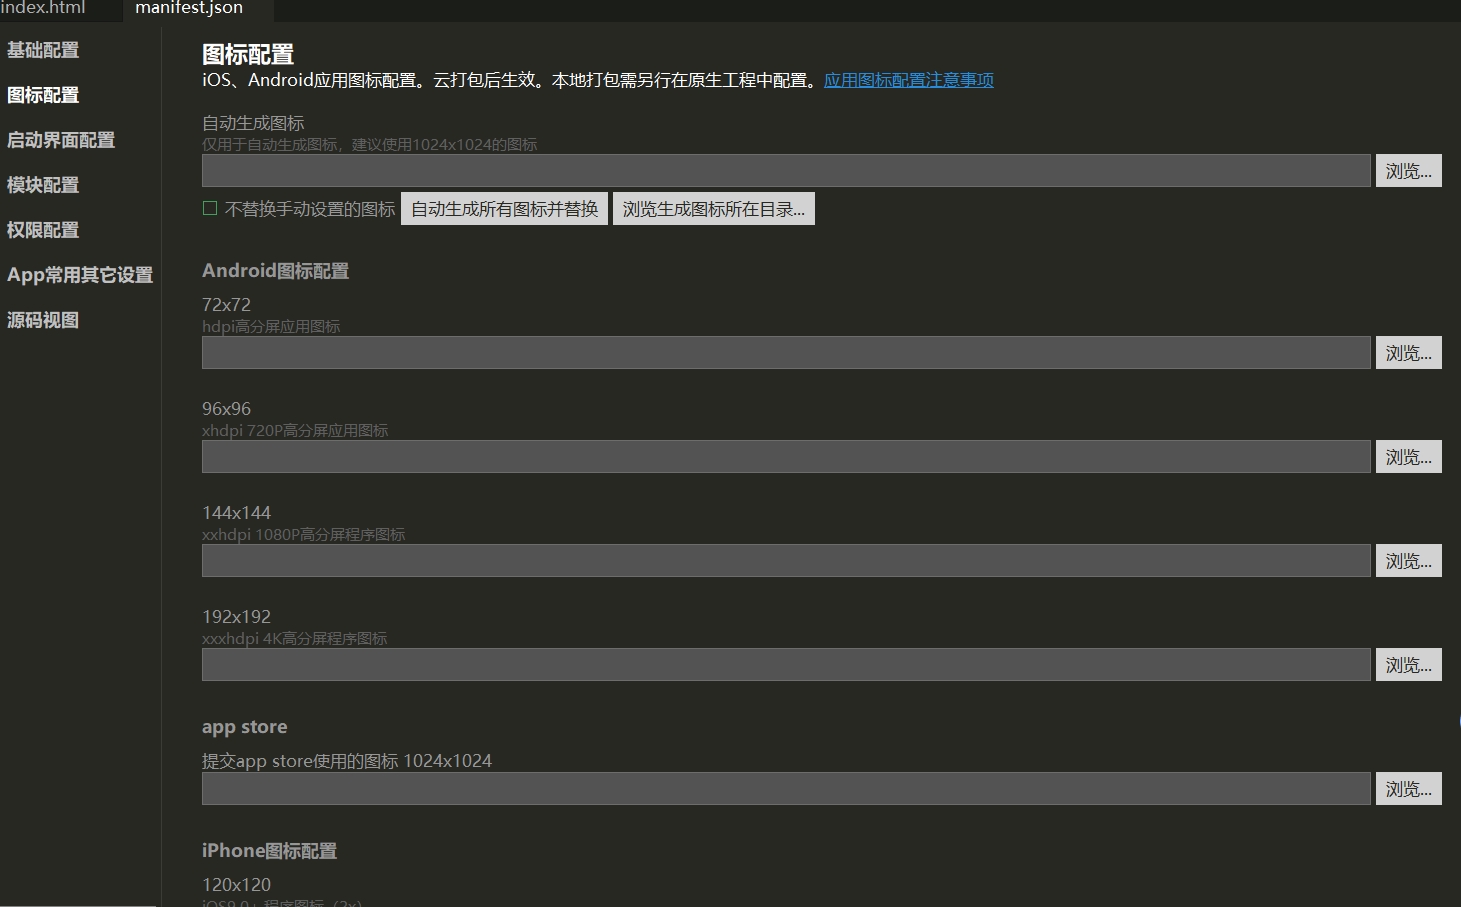 index.html
manifest.json
基础配置
图标配置
启动界面配置
模块配置
权限配置
App常用其它设置
源码视图
图标配置
iOS、Android应用图标配置。云打包后生效。本地打包需另行在原生工程中配置。应用图标配置注意事项
自动生成图标
仅用于自动生成图标，建议使用1024x1024的图标
浏览...
不替换手动设置的图标 自动生成所有图标并替换 浏览生成图标所在目录...
Android图标配置
72x72
hdpi高分屏应用图标
浏览...
96x96
xhdpi 720P高分屏应用图标
浏览...
144x144
xxhdpi 1080P高分屏程序图标
浏览...
192x192
xxxhdpi 4K高分屏程序图标
浏览...
app store
提交app store使用的图标 1024x1024
浏览...
iPhone图标配置
120x120
iOS9.0+ 程序图标（2x）